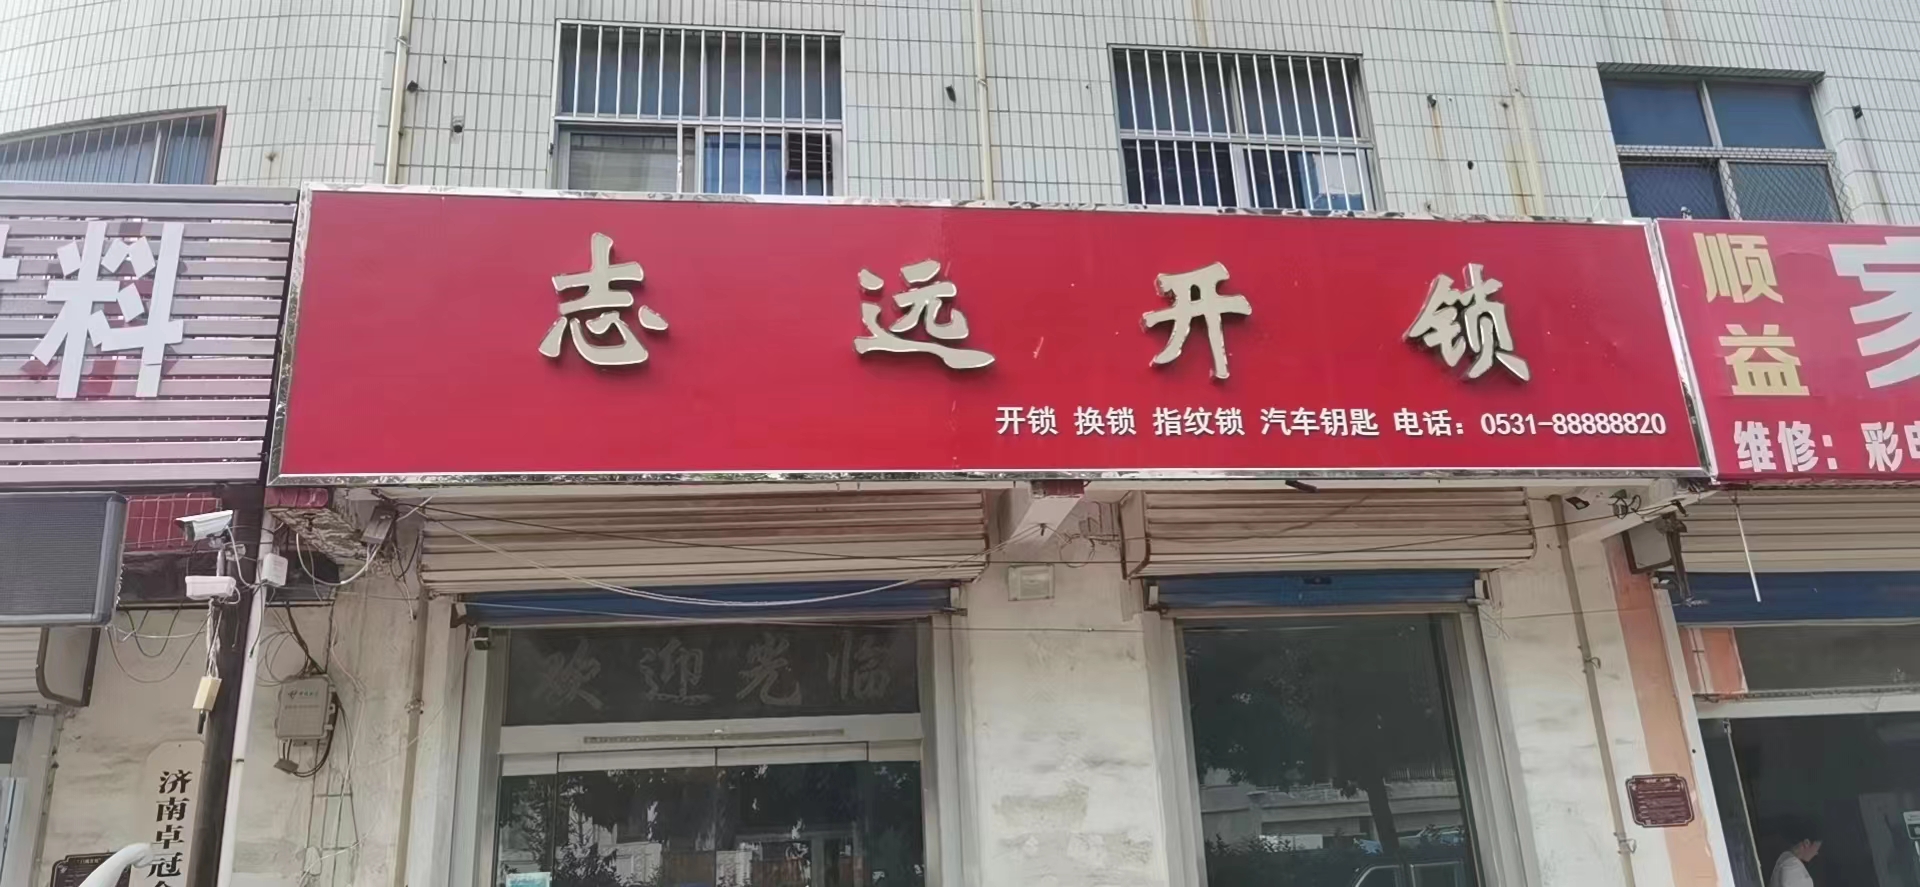 料
志远开锁
开锁 换锁 指纹锁 汽车钥匙 电话：0531-88888820
顺益
家
维修：彩电
欢迎光临
济南卓冠